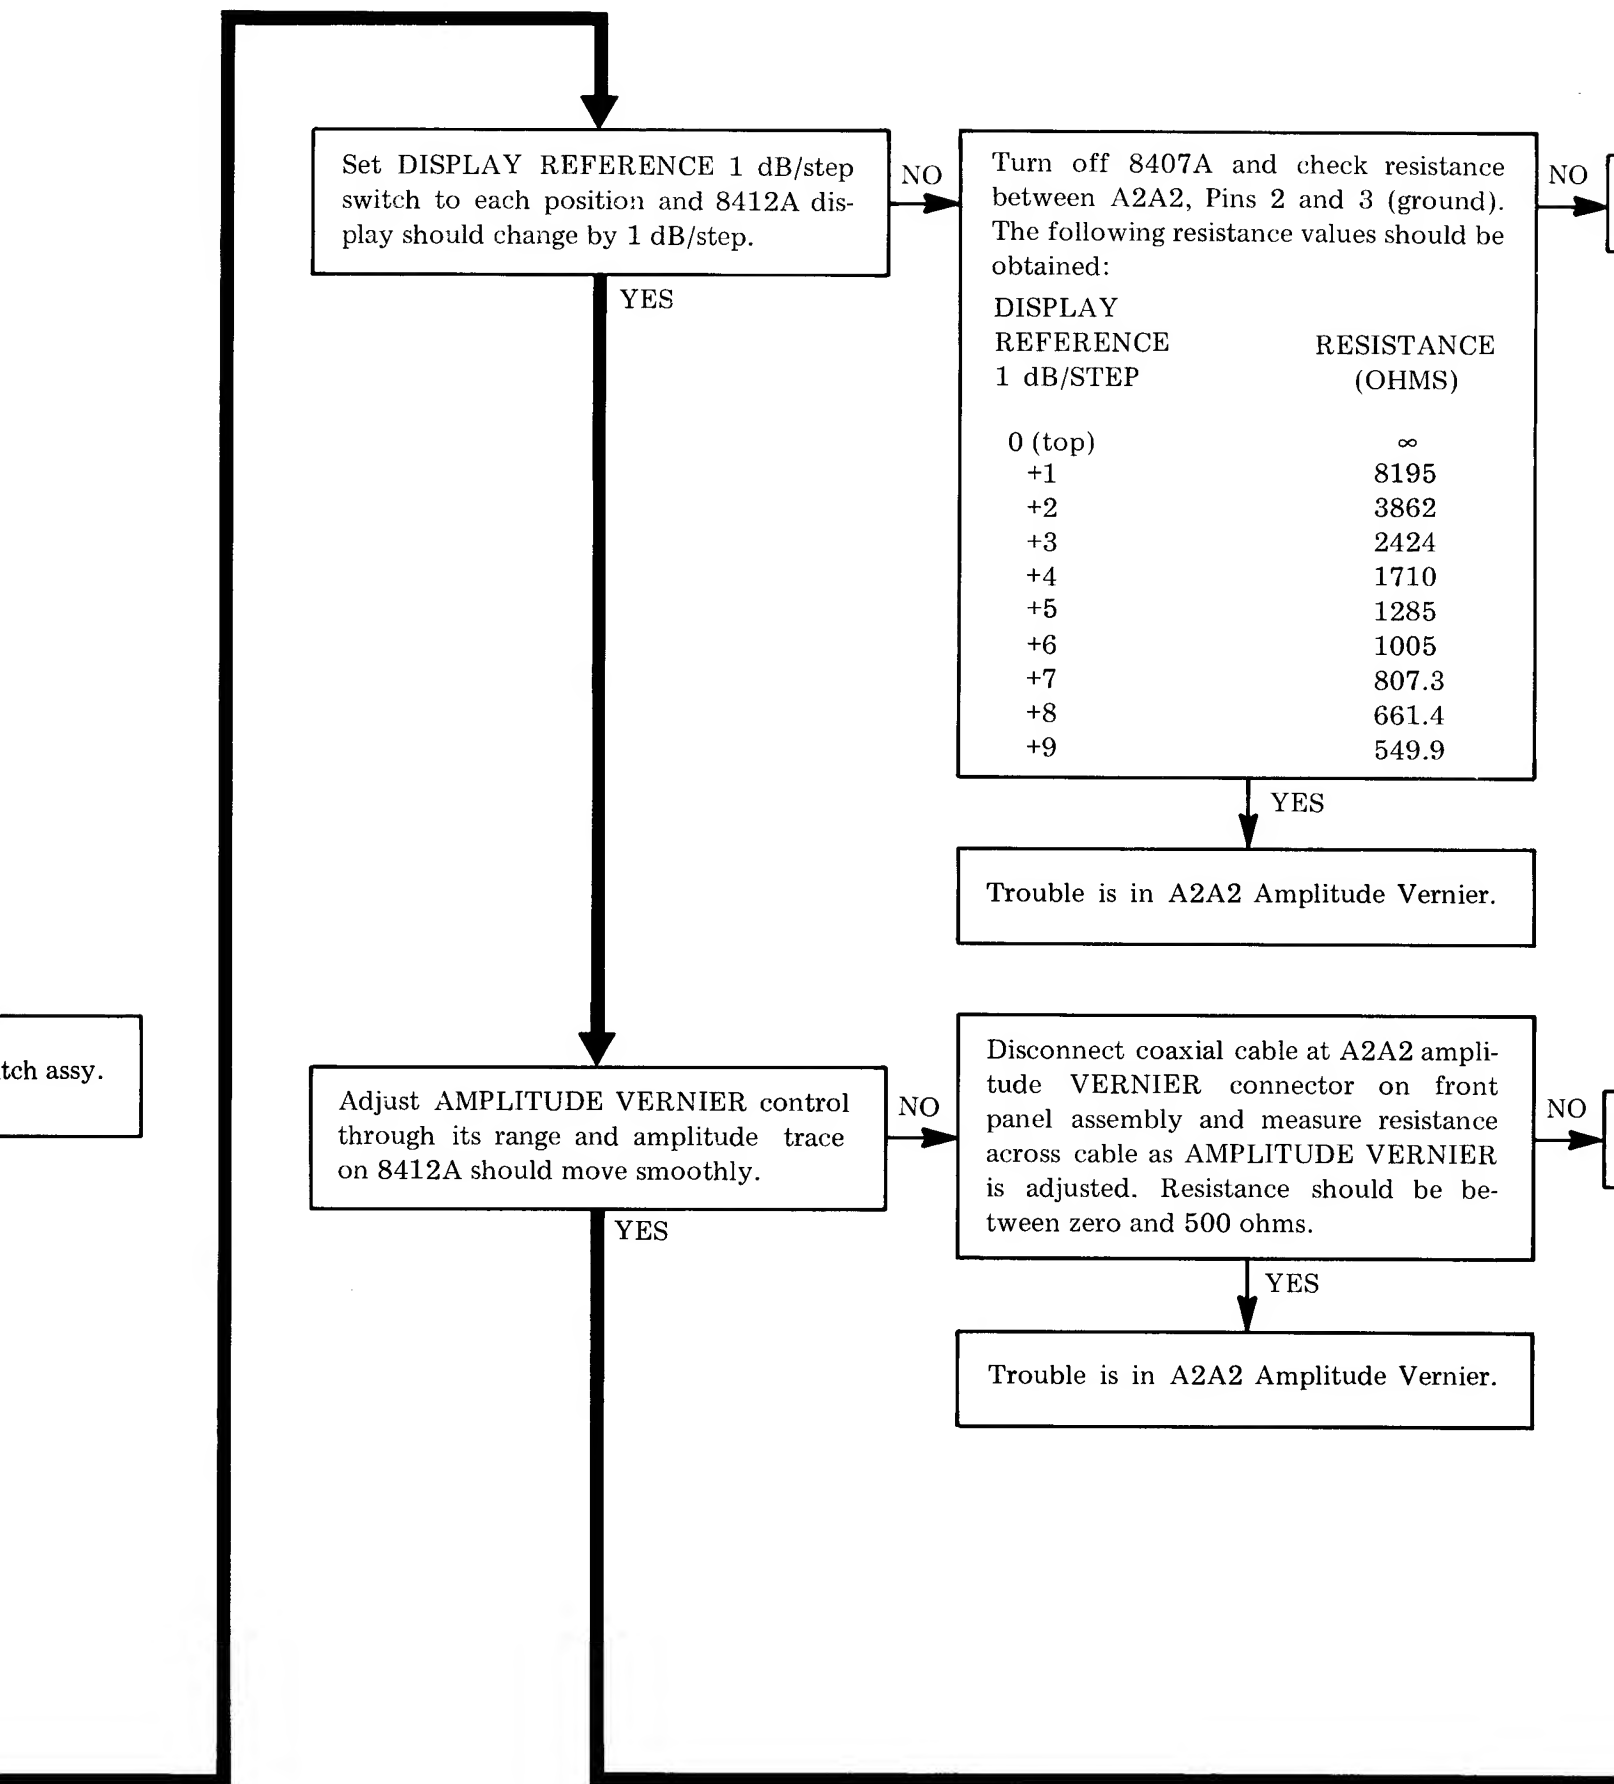 Set DISPLAY REFERENCE 1 dB/step
switch to each position and 8412A dis-
play should change by 1 dB/step.
NO
YES
Turn off 8407A and check resistance
between A2A2, Pins 2 and 3 (ground).
The following resistance values should be
obtained:
DISPLAY
REFERENCE RESISTANCE
1 dB/STEP (OHMS)
0 (top) ∞
+1 8195
+2 3862
+3 2424
+4 1710
+5 1285
+6 1005
+7 807.3
+8 661.4
+9 549.9
NO
YES
Trouble is in A2A2 Amplitude Vernier.
tch assy.
Adjust AMPLITUDE VERNIER control
through its range and amplitude trace
on 8412A should move smoothly.
NO
YES
Disconnect coaxial cable at A2A2 ampli-
tude VERNIER connector on front
panel assembly and measure resistance
across cable as AMPLITUDE VERNIER
is adjusted. Resistance should be be-
tween zero and 500 ohms.
NO
YES
Trouble is in A2A2 Amplitude Vernier.